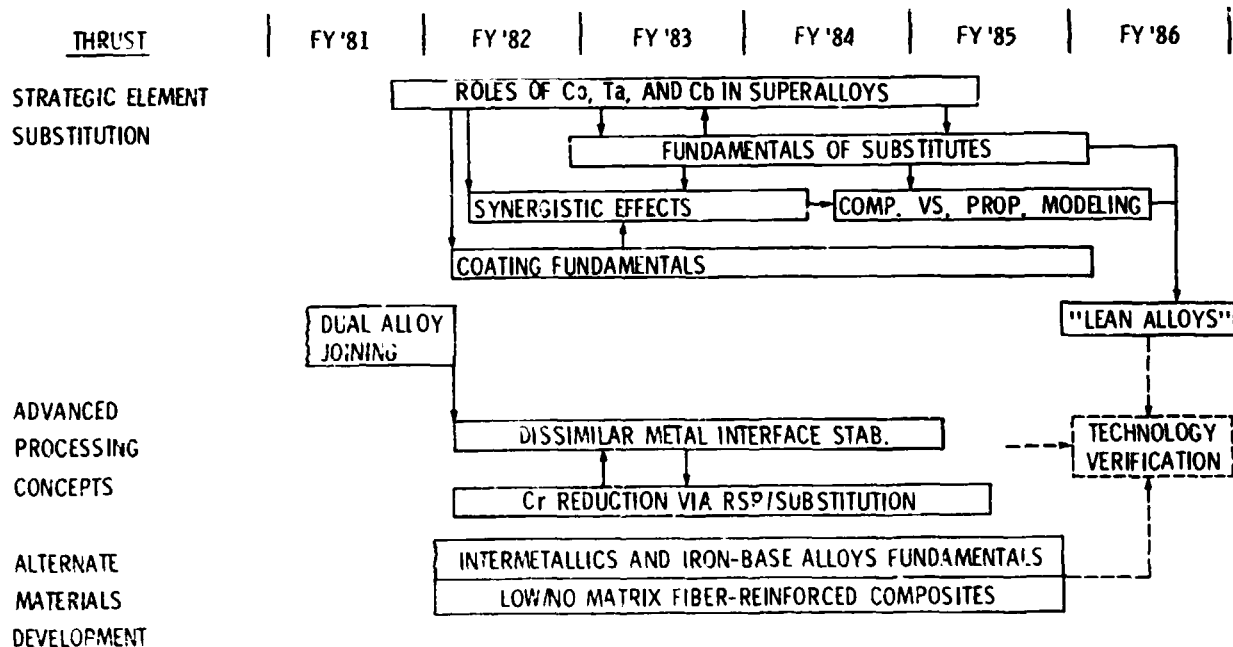 THRUST FY '81 FY '82 FY '83 FY '84 FY '85 FY '86
STRATEGIC ELEMENT
SUBSTITUTION
ROLES OF Co, Ta, AND Cb IN SUPERALLOYS
FUNDAMENTALS OF SUBSTITUTES
SYNERGISTIC EFFECTS
COMP. VS. PROP. MODELING
COATING FUNDAMENTALS
DUAL ALLOY
JOINING
"LEAN ALLOYS"
ADVANCED
PROCESSING
CONCEPTS
DISSIMILAR METAL INTERFACE STAB.
TECHNOLOGY
VERIFICATION
Cr REDUCTION VIA RSP/SUBSTITUTION
ALTERNATE
MATERIALS
DEVELOPMENT
INTERMETALLICS AND IRON-BASE ALLOYS FUNDAMENTALS
LOW/NO MATRIX FIBER-REINFORCED COMPOSITES